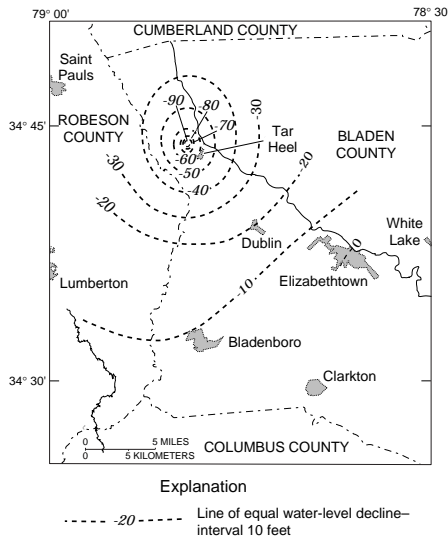 79° 00'
78° 30'
CUMBERLAND COUNTY
Saint
Pauls
-90
-80
-30
34° 45'
ROBESON
COUNTY
-70
Tar
Heel
BLADEN
COUNTY
-60
-50
-40
-30
-20
-20
White
Lake
Dublin
0
Elizabethtown
Lumberton
-10
Bladenboro
34° 30'
Clarkton
0 5 MILES
0 5 KILOMETERS
COLUMBUS COUNTY
Explanation
-20 Line of equal water-level decline–
interval 10 feet